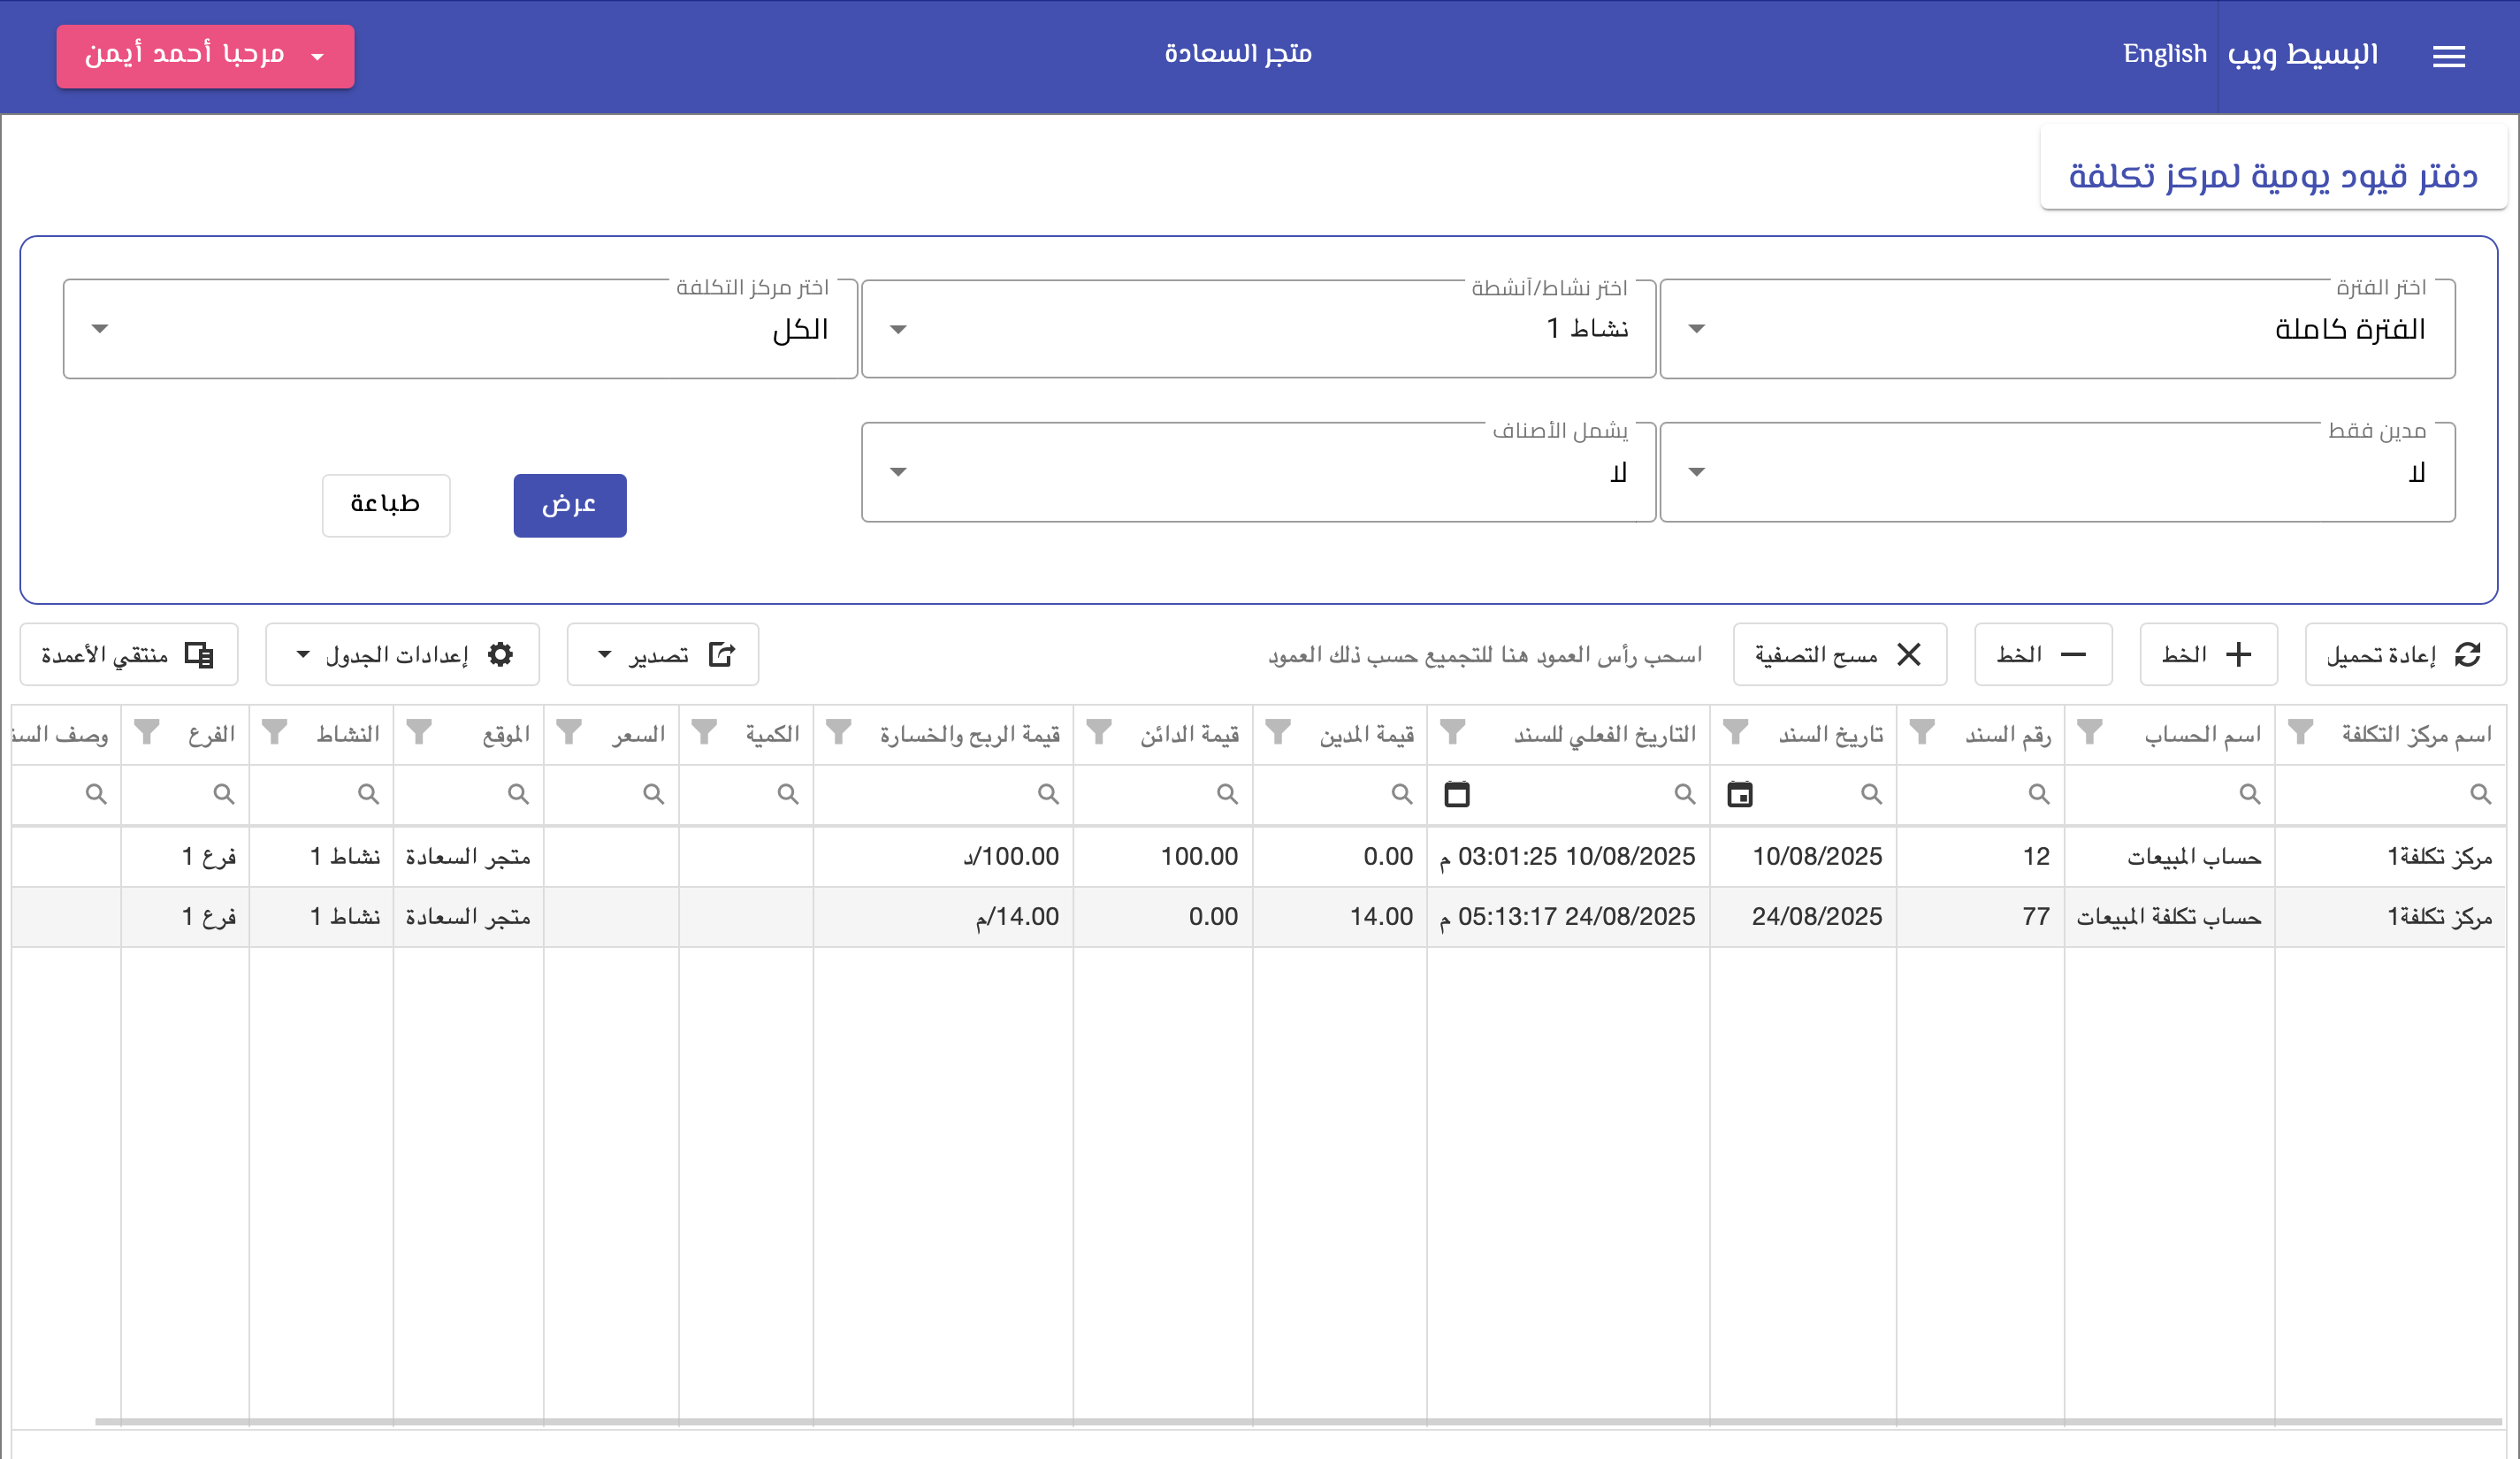 البسيط ويب English متجر السعادة مرحبا أحمد أيمن
دفتر قيود يومية لمركز تكلفة
اختر الفترة اختر نشاط/أنشطة اختر مركز التكلفة
الفترة كاملة نشاط 1 الكل
مدين فقط يشمل الأصناف
لا لا عرض طباعة
إعادة تحميل الخط الخط مسح التصفية اسحب رأس العمود هنا للتجميع حسب ذلك العمود تصدير إعدادات الجدول منتقي الأعمدة
اسم مركز التكلفة اسم الحساب رقم السند تاريخ السند التاريخ الفعلي للسند قيمة المدين قيمة الدائن قيمة الربح والخسارة الكمية السعر الموقع النشاط الفرع وصف
مركز تكلفة1 حساب المبيعات 12 10/08/2025 10/08/2025 03:01:25 م 0.00 100.00 100.00/د متجر السعادة نشاط 1 فرع 1
مركز تكلفة1 حساب تكلفة المبيعات 77 24/08/2025 24/08/2025 05:13:17 م 14.00 0.00 14.00/م متجر السعادة نشاط 1 فرع 1